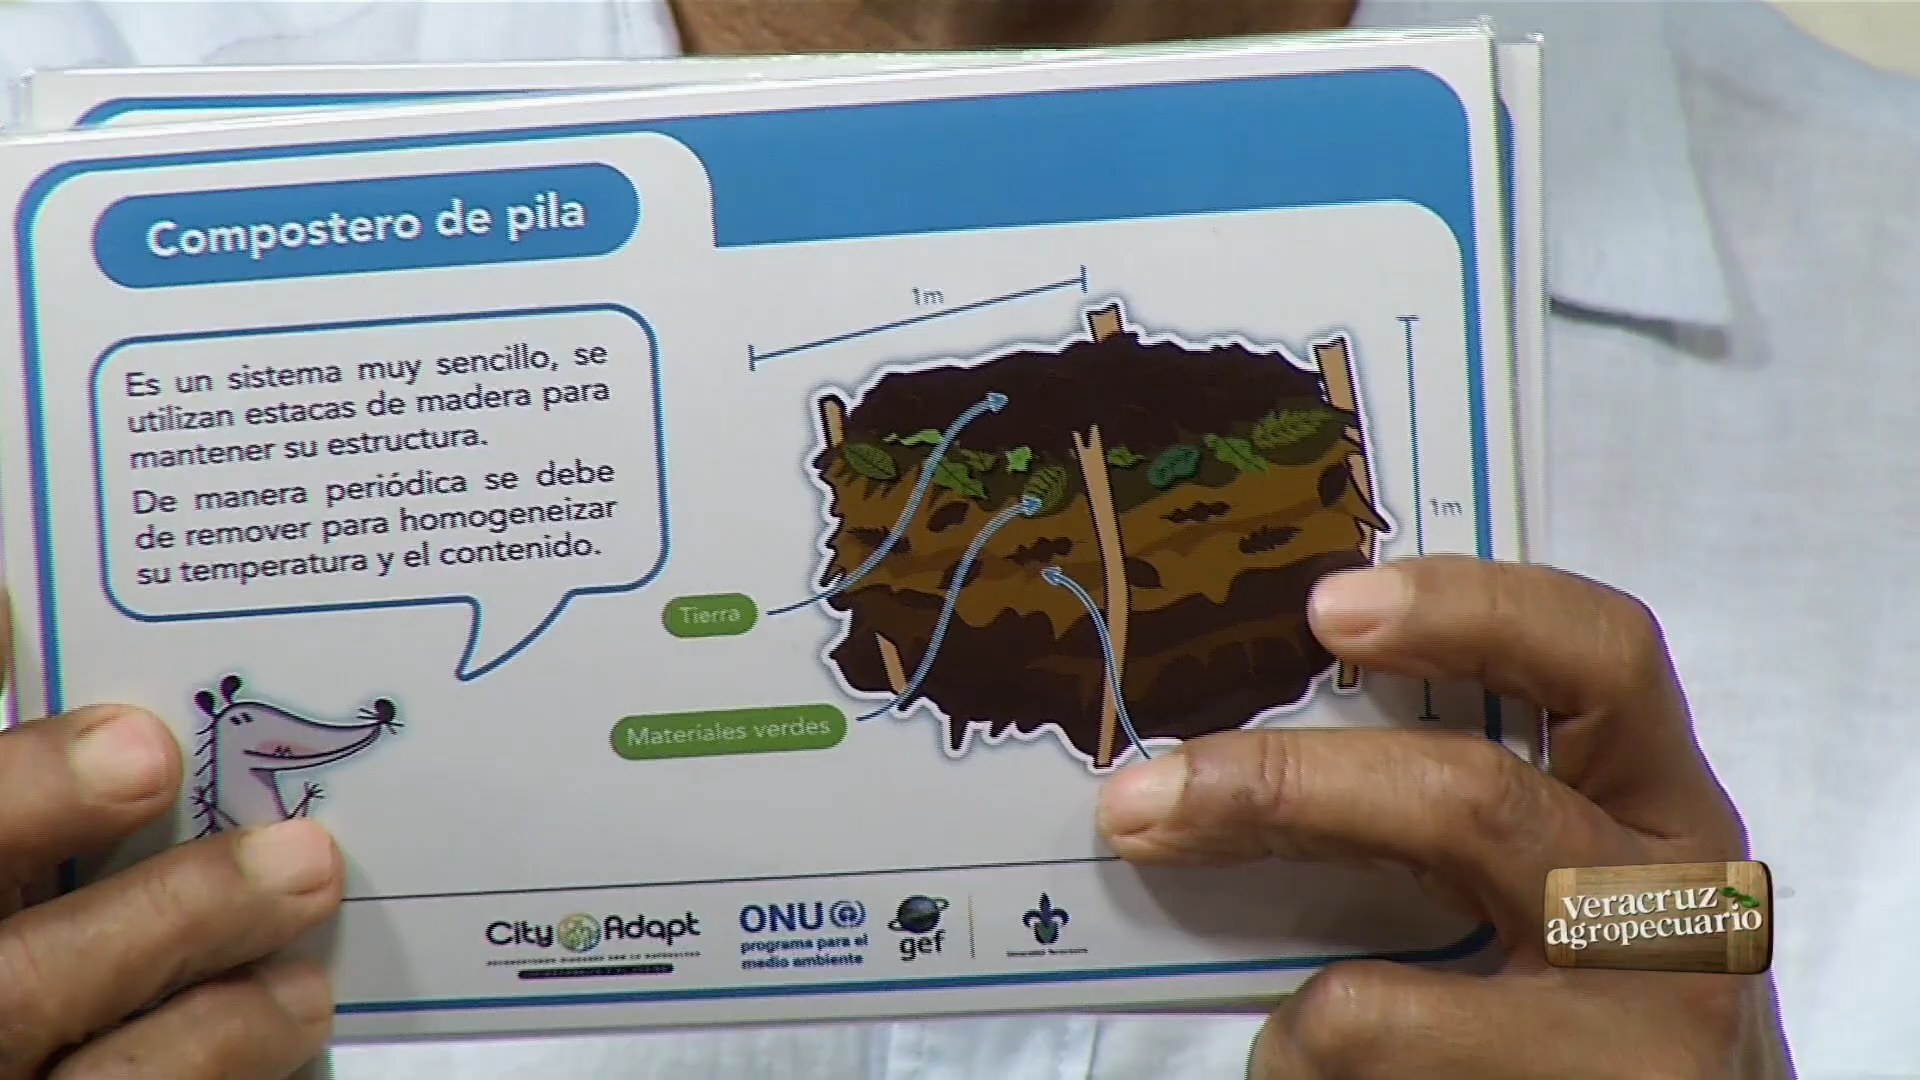 Compostero de pila
1m
Es un sistema muy sencillo, se
utilizan estacas de madera para
mantener su estructura.
De manera periódica se debe
de remover para homogeneizar
su temperatura y el contenido.
1m
Tierra
Materiales verdes
City Adapt
ONU
programa para el
medio ambiente
gef
veracruz
agropecuario